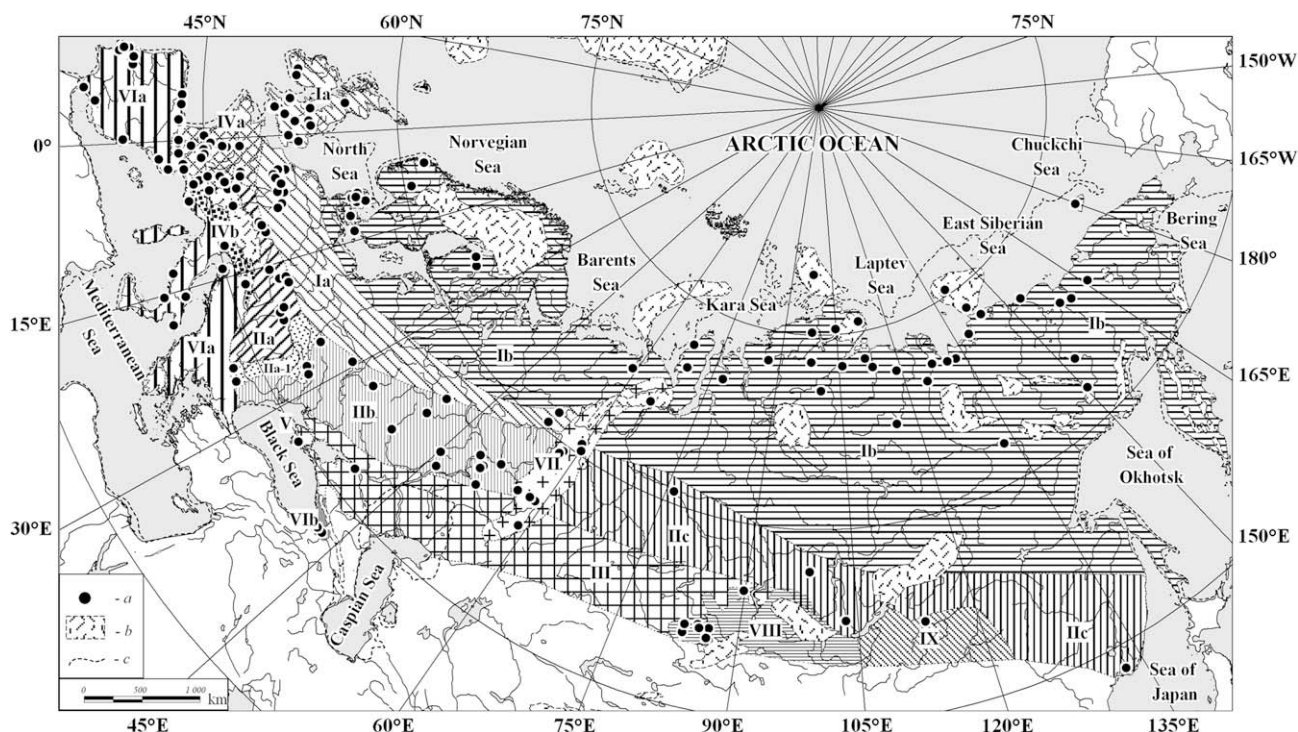 45°N 60°N 75°N 75°N
150°W
VIa
Ia
IVa
0°
North
Sea
Norvegian
Sea
ARCTIC OCEAN
Chuckchi
Sea
165°W
IVb
Ia
Barents
Sea
Kara Sea
Laptev
Sea
East Siberian
Sea
Bering
Sea
180°
Mediterranean
Sea
15°E
VIa
IIa
IIa-1
Ib
Ib
165°E
V
IIb
Black Sea
VII
Ib
Sea of
Okhotsk
30°E
VIb
IIc
150°E
Caspian Sea
III
VIII
IX
IIc
- a
- b
- c
0 500 1 000
km
Sea of
Japan
45°E 60°E 75°E 90°E 105°E 120°E 135°E